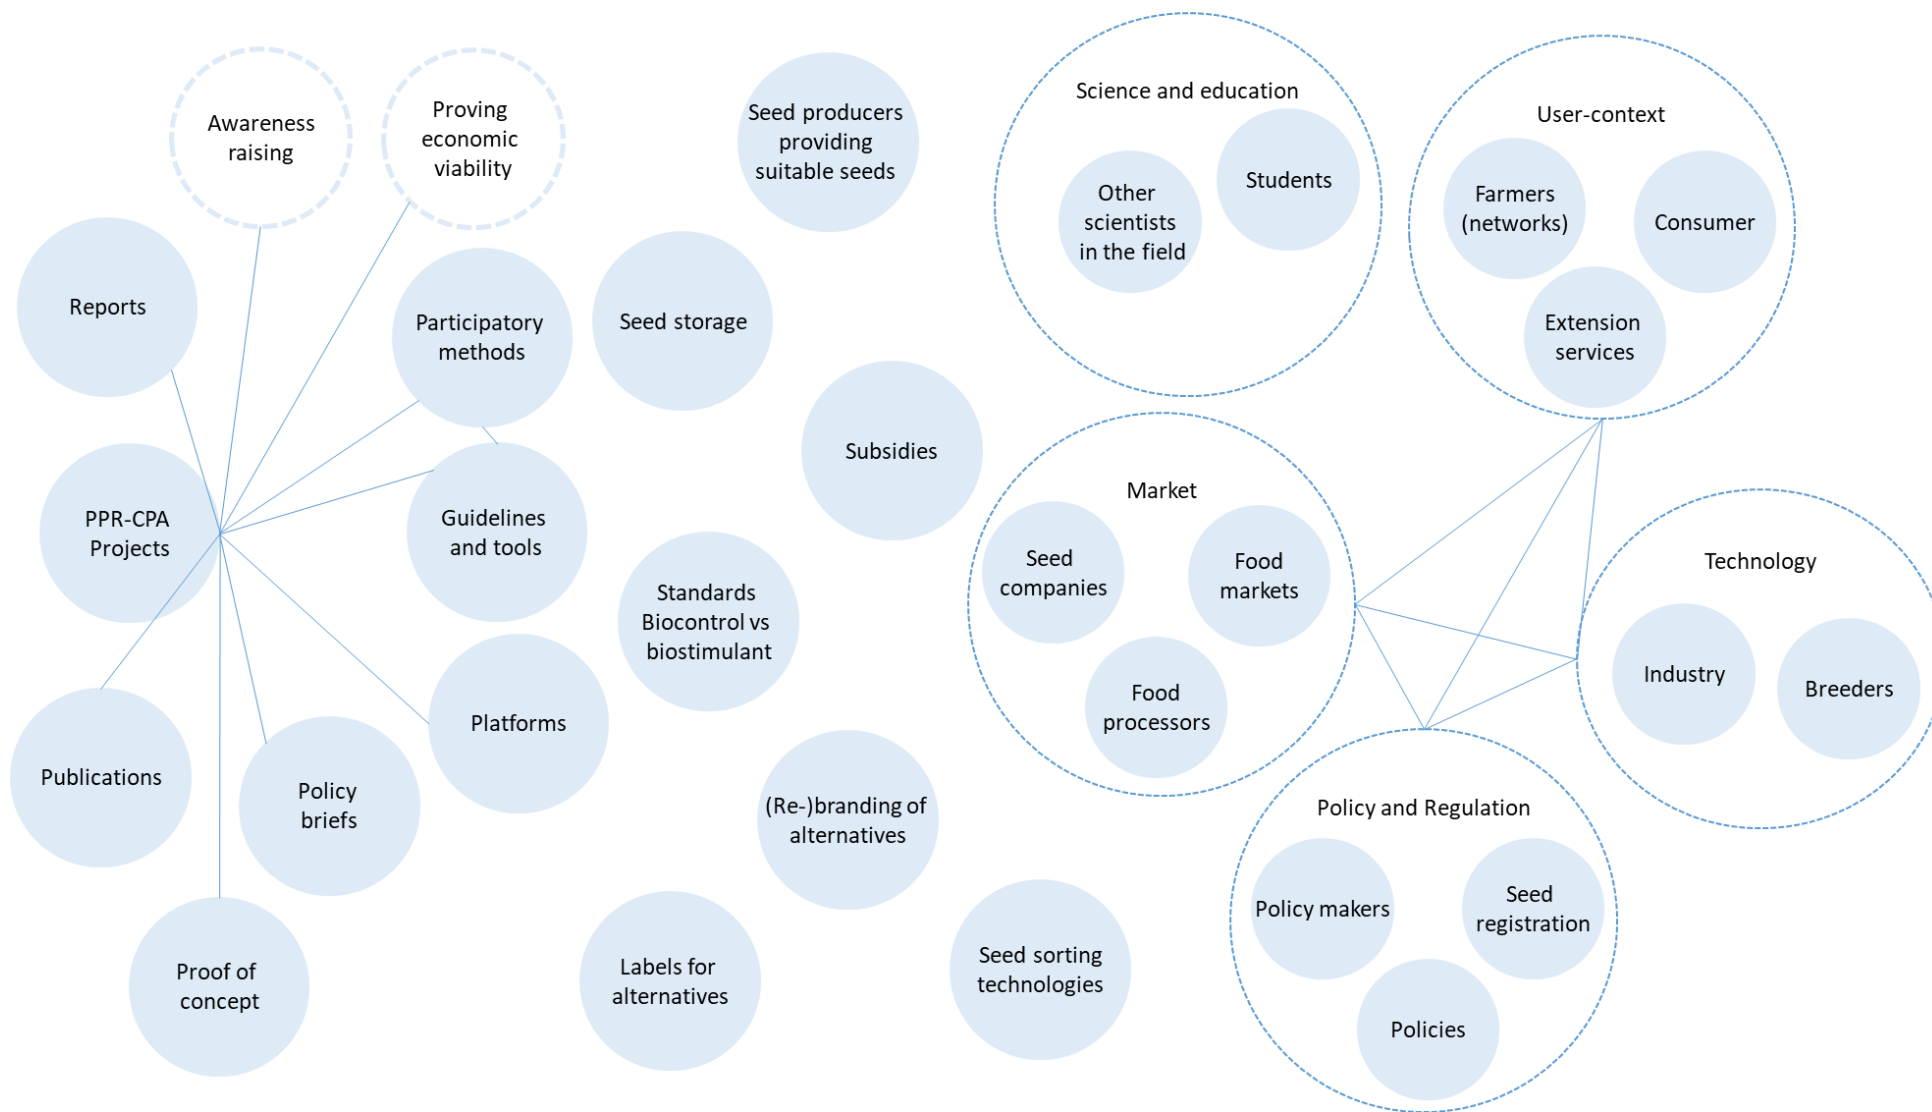 Awareness
raising
Proving
economic
viability
Seed producers
providing
suitable seeds
Science and education
Other
scientists
in the field
Students
User-context
Farmers
(networks)
Consumer
Extension
services
Reports
Participatory
methods
Seed storage
Subsidies
PPR-CPA
Projects
Guidelines
and tools
Standards
Biocontrol vs
biostimulant
Market
Seed
companies
Food
markets
Food
processors
Technology
Industry
Breeders
Publications
Policy
briefs
Platforms
(Re-)branding of
alternatives
Policy and Regulation
Policy makers
Seed
registration
Policies
Proof of
concept
Labels for
alternatives
Seed sorting
technologies